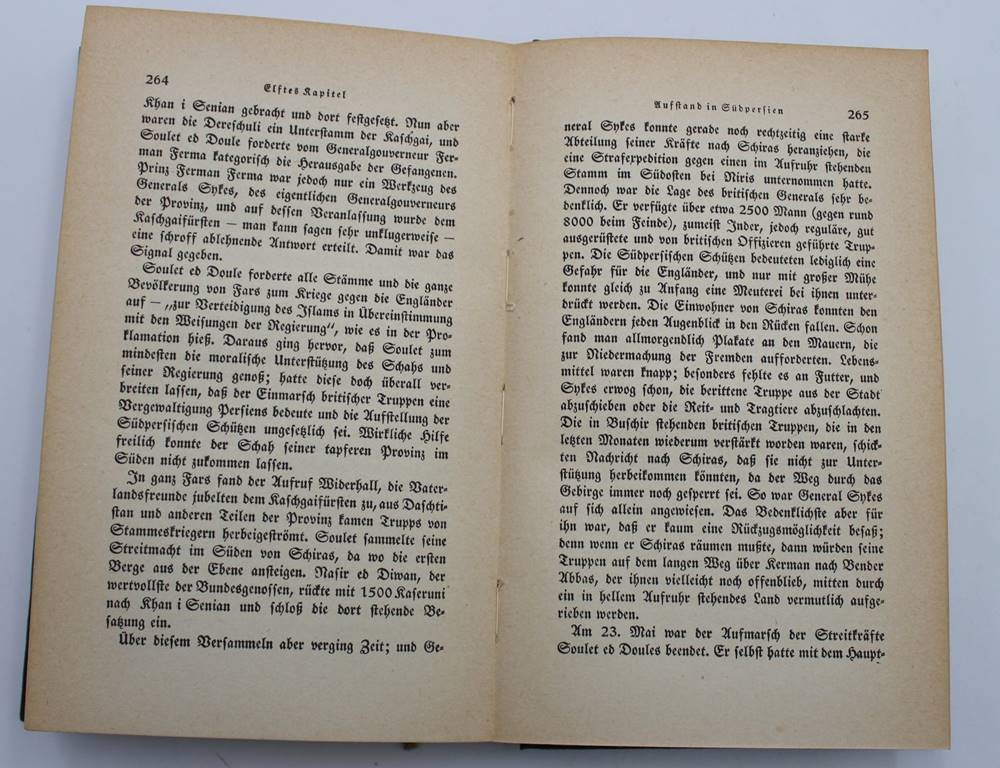 264
Elftes Kapitel
Khan i Senian gebracht und dort festgesetzt. Nun aber
waren die Dereschuli ein Unterstamm der Kaschgai, und
Soulet ed Doule forderte vom Generalgouverneur Fer-
man Ferma kategorisch die Herausgabe der Gefangenen.
Prinz Ferman Ferma war jedoch nur ein Werkzeug des
Generals Sykes, des eigentlichen Generalgouverneurs
der Provinz, und auf dessen Veranlassung wurde dem
Kaschgaifürsten — man kann sagen sehr unklugerweise —
eine schroff ablehnende Antwort erteilt. Damit war das
Signal gegeben.
Soulet ed Doule forderte alle Stämme und die ganze
Bevölkerung von Fars zum Kriege gegen die Engländer
auf — „zur Verteidigung des Islams in Übereinstimmung
mit den Weisungen der Regierung“, wie es in der Pro-
klamation hieß. Daraus ging hervor, daß Soulet zum
mindesten die moralische Unterstützung des Schahs und
seiner Regierung genoß; hatte diese doch überall ver-
breiten lassen, daß der Einmarsch britischer Truppen eine
Vergewaltigung Persiens bedeute und die Aufstellung der
Südpersischen Schützen ungesetzlich sei. Wirkliche Hilfe
freilich konnte der Schah seiner tapferen Provinz im
Süden nicht zukommen lassen.
In ganz Fars fand der Aufruf Widerhall, die Vater-
landsfreunde jubelten dem Kaschgaifürsten zu, aus Daschti-
stan und anderen Teilen der Provinz kamen Trupps von
Stammeskriegern herbeigeströmt. Soulet sammelte seine
Streitmacht im Süden von Schiras, da wo die ersten
Berge aus der Ebene ansteigen. Nasir ed Diwan, der
wertvollste der Bundesgenossen, rückte mit 1500 Kaseruni
nach Khan i Senian und schloß die dort stehende Be-
satzung ein.
Über diesem Versammeln aber verging Zeit; und Ge-
Aufstand in Südpersien
265
neral Sykes konnte gerade noch rechtzeitig eine starke
Abteilung seiner Kräfte nach Schiras heranziehen, die
eine Strafexpedition gegen einen im Aufruhr stehenden
Stamm im Südosten bei Niris unternommen hatte.
Dennoch war die Lage des britischen Generals sehr be-
denklich. Er verfügte über etwa 2500 Mann (gegen rund
8000 beim Feinde), zumeist Inder, jedoch reguläre, gut
ausgerüstete und von britischen Offizieren geführte Trup-
pen. Die Südpersischen Schützen bedeuteten lediglich eine
Gefahr für die Engländer, und nur mit großer Mühe
konnte gleich zu Anfang eine Meuterei bei ihnen unter-
drückt werden. Die Einwohner von Schiras konnten den
Engländern jeden Augenblick in den Rücken fallen. Schon
fand man allmorgendlich Plakate an den Mauern, die
zur Niedermachung der Fremden aufforderten. Lebens-
mittel waren knapp; besonders fehlte es an Futter, und
Sykes erwog schon, die berittene Truppe aus der Stadt
abzuschieben oder die Reit- und Tragtiere abzuschlachten.
Die in Buschir stehenden britischen Truppen, die in den
letzten Monaten wiederum verstärkt worden waren, schick-
ten Nachricht nach Schiras, daß sie nicht zur Unter-
stützung herbeikommen könnten, da der Weg durch das
Gebirge immer noch gesperrt sei. So war General Sykes
auf sich allein angewiesen. Das Bedenklichste aber für
ihn war, daß er kaum eine Rückzugsmöglichkeit besaß;
denn wenn er Schiras räumen mußte, dann würden seine
Truppen auf dem langen Weg über Kerman nach Bender
Abbas, der ihnen vielleicht noch offenblieb, mitten durch
ein in hellem Aufruhr stehendes Land vermutlich aufge-
rieben werden.
Am 23. Mai war der Aufmarsch der Streitkräfte
Soulet ed Doules beendet. Er selbst hatte mit dem Haupt-